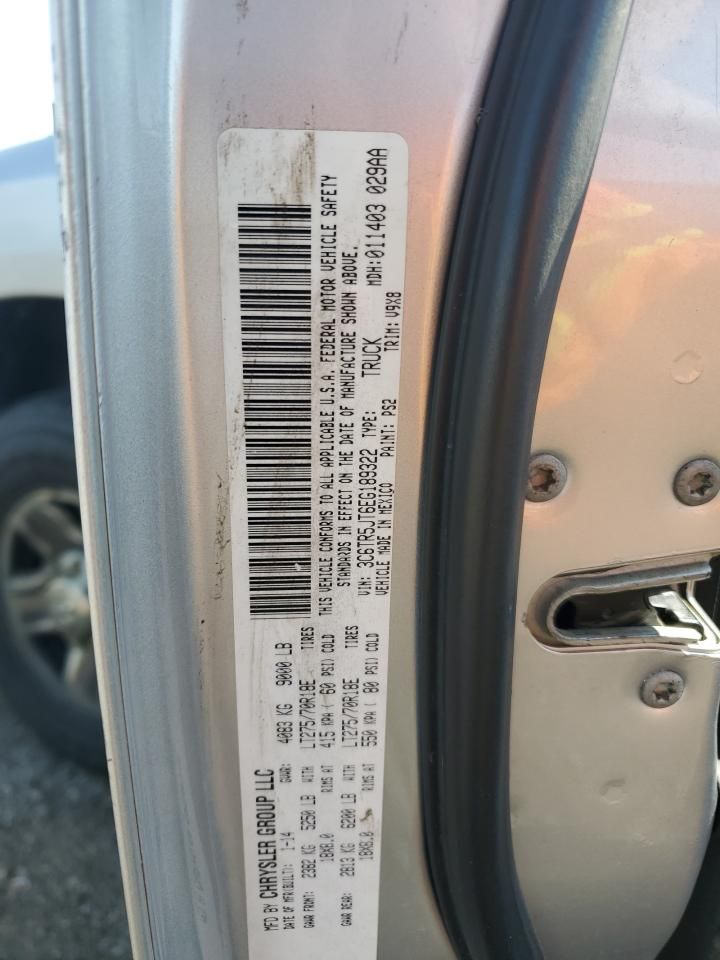 MFD BY CHRYSLER GROUP LLC
DATE OF MFR(BUILT): 1-14 GVWR: 4083 KG 9000 LB
GAWR FRONT: 2382 KG 5250 LB WITH LT275/70R18E TIRES
18X8.0 RIMS AT 415 KPA ( 60 PSI) COLD
GAWR REAR: 2813 KG 6200 LB WITH LT275/70R18E TIRES
18X8.0 RIMS AT 550 KPA ( 80 PSI) COLD
THIS VEHICLE CONFORMS TO ALL APPLICABLE U.S.A. FEDERAL MOTOR VEHICLE SAFETY
STANDARDS IN EFFECT ON THE DATE OF MANUFACTURE SHOWN ABOVE.
VIN: 3C6TR5JT6EG189322 TYPE: TRUCK MDH:011403 029AA
VEHICLE MADE IN MEXICO PAINT: PS2 TRIM: V9X8